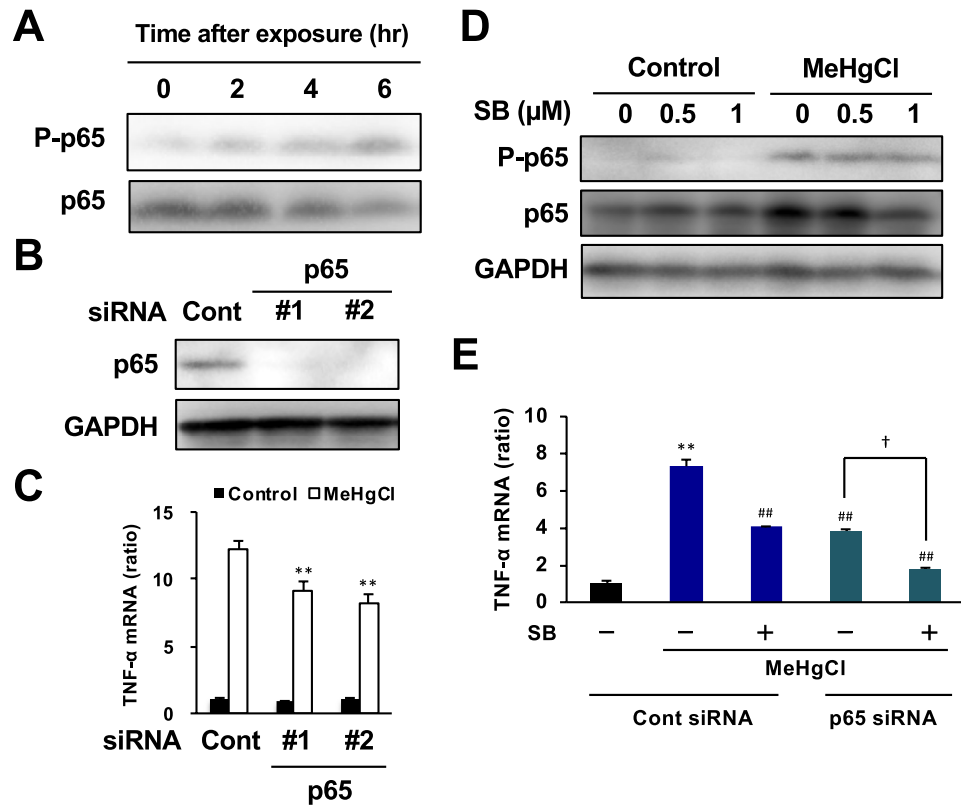 A
Time after exposure (hr)
0 2 4 6
P-p65
p65
B
p65
siRNA Cont #1 #2
p65
GAPDH
C
Control MeHgCl
TNF-α mRNA (ratio)
15
10
5
0
** **
siRNA Cont #1 #2
p65
D
Control MeHgCl
SB (μM) 0 0.5 1 0 0.5 1
P-p65
p65
GAPDH
E
TNF-α mRNA (ratio)
10
8
6
4
2
0
** ## ## ## †
SB − − + − +
MeHgCl
Cont siRNA p65 siRNA